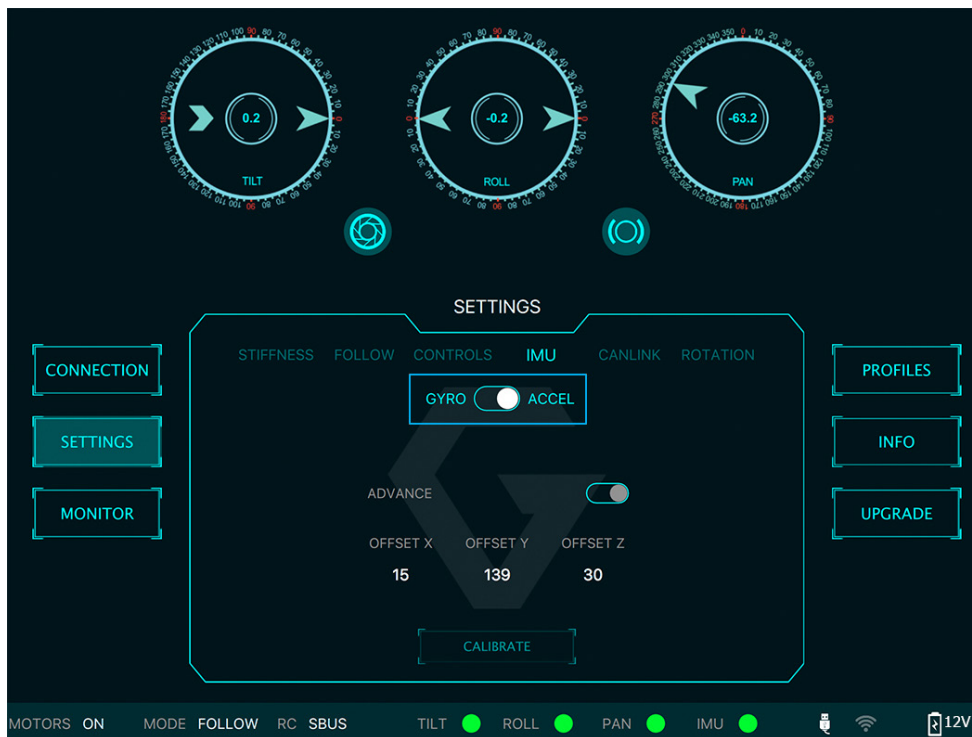 0.2
TILT
-0.2
ROLL
-63.2
PAN
SETTINGS
STIFFNESS FOLLOW CONTROLS IMU CANLINK ROTATION
GYRO ACCEL
CONNECTION
SETTINGS
MONITOR
ADVANCE
OFFSET X OFFSET Y OFFSET Z
15 139 30
CALIBRATE
PROFILES
INFO
UPGRADE
MOTORS ON MODE FOLLOW RC SBUS TILT ROLL PAN IMU 12V